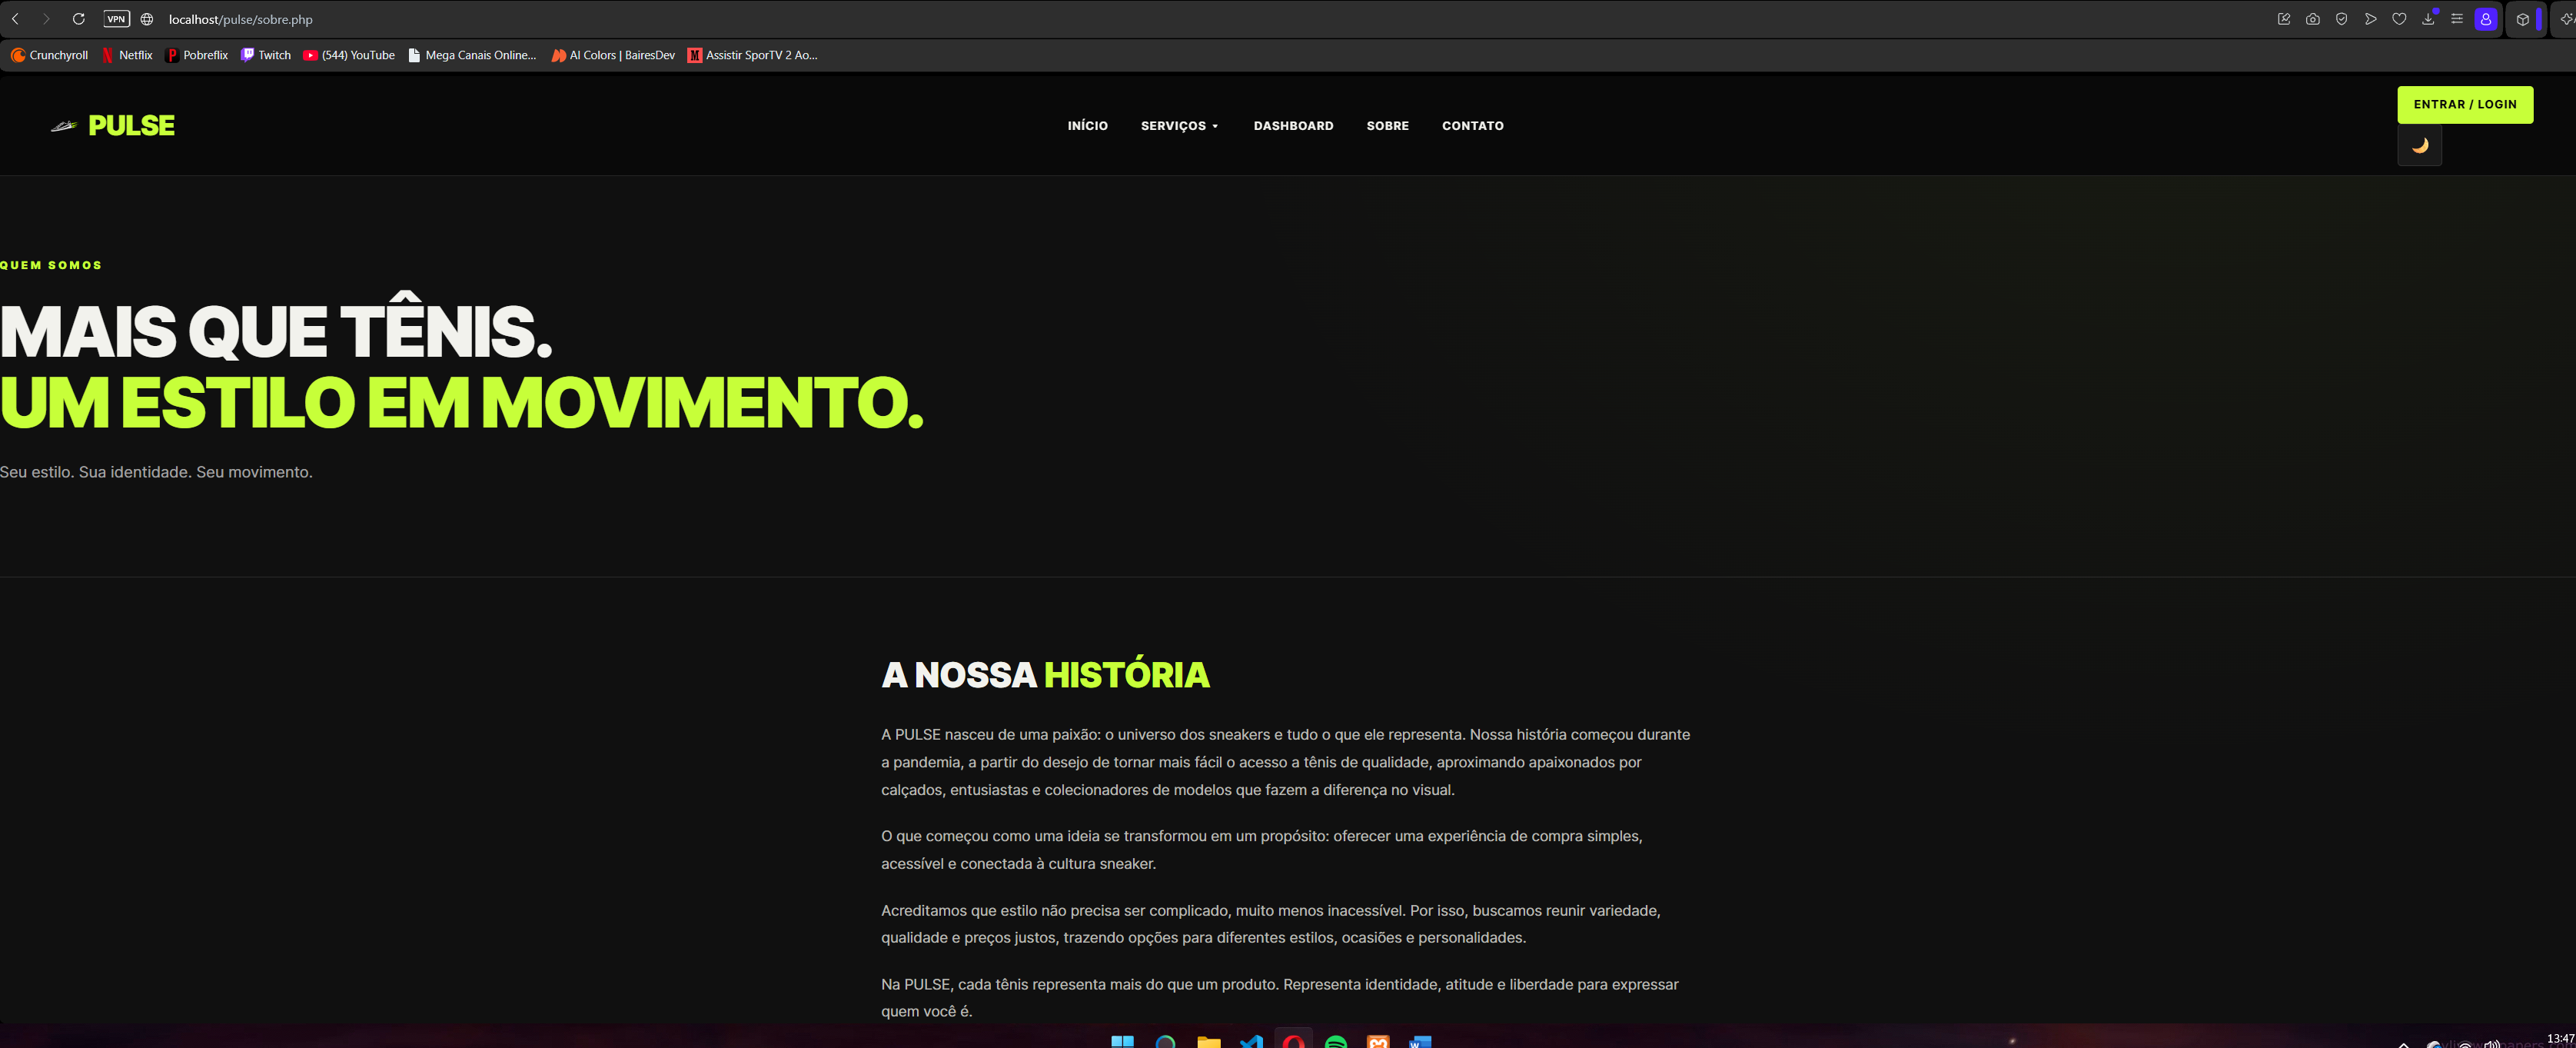 VPN
localhost/pulse/sobre.php
Crunchyroll
Netflix
Pobreflix
Twitch
(544) YouTube
Mega Canais Online...
AI Colors | BairesDev
Assistir SporTV 2 Ao...
PULSE
INÍCIO
SERVIÇOS
DASHBOARD
SOBRE
CONTATO
ENTRAR / LOGIN
QUEM SOMOS
MAIS QUE TÊNIS.
UM ESTILO EM MOVIMENTO.
Seu estilo. Sua identidade. Seu movimento.
A NOSSA HISTÓRIA
A PULSE nasceu de uma paixão: o universo dos sneakers e tudo o que ele representa. Nossa história começou durante
a pandemia, a partir do desejo de tornar mais fácil o acesso a tênis de qualidade, aproximando apaixonados por
calçados, entusiastas e colecionadores de modelos que fazem a diferença no visual.
O que começou como uma ideia se transformou em um propósito: oferecer uma experiência de compra simples,
acessível e conectada à cultura sneaker.
Acreditamos que estilo não precisa ser complicado, muito menos inacessível. Por isso, buscamos reunir variedade,
qualidade e preços justos, trazendo opções para diferentes estilos, ocasiões e personalidades.
Na PULSE, cada tênis representa mais do que um produto. Representa identidade, atitude e liberdade para expressar
quem você é.
13:47